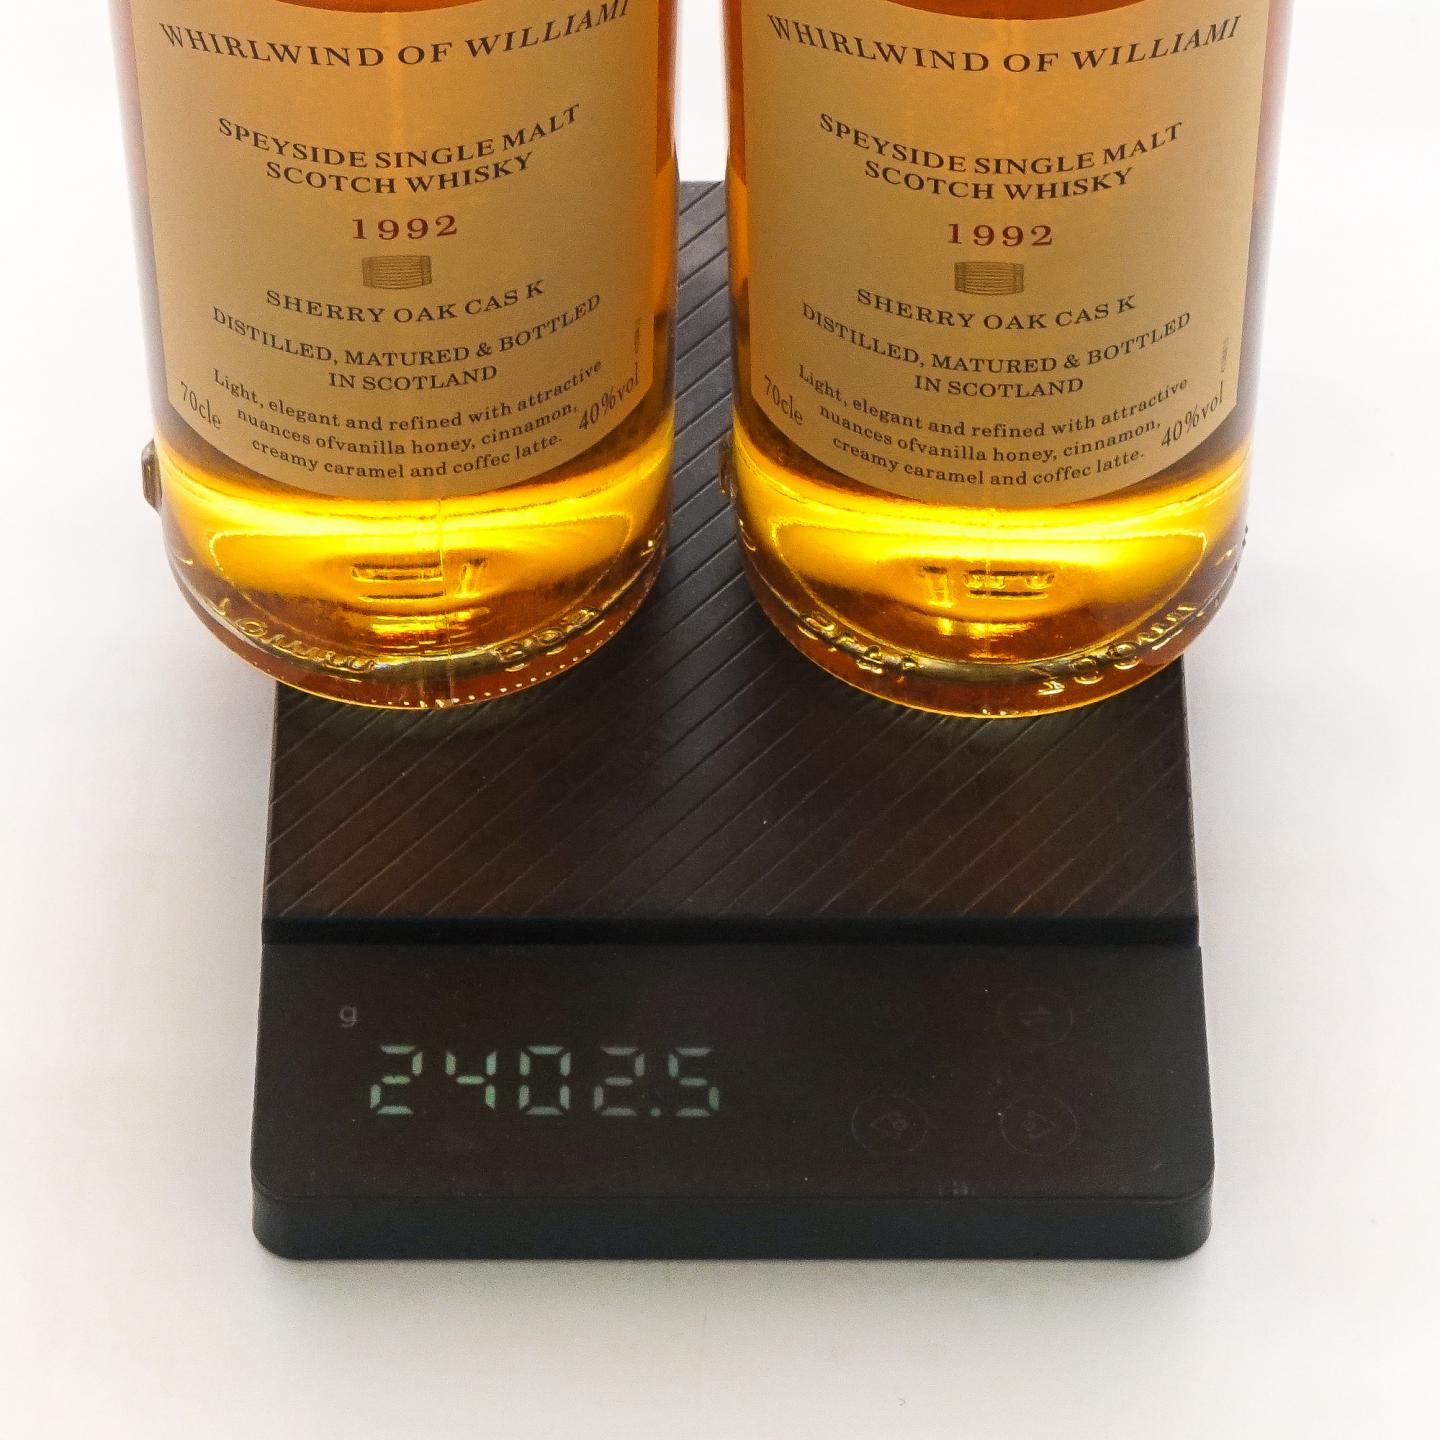 WHIRLWIND OF WILLIAMI
SPEYSIDE SINGLE MALT
SCOTCH WHISKY
1992
SHERRY OAK CAS K
DISTILLED, MATURED & BOTTLED
IN SCOTLAND
Light, elegant and refined with attractive
nuances ofvanilla honey, cinnamon,
creamy caramel and coffec latte.
70cle
40%vol
WHIRLWIND OF WILLIAMI
SPEYSIDE SINGLE MALT
SCOTCH WHISKY
1992
SHERRY OAK CAS K
DISTILLED, MATURED & BOTTLED
IN SCOTLAND
Light, elegant and refined with attractive
nuances ofvanilla honey, cinnamon,
creamy caramel and coffec latte.
70cle
40%vol
g
2402.5